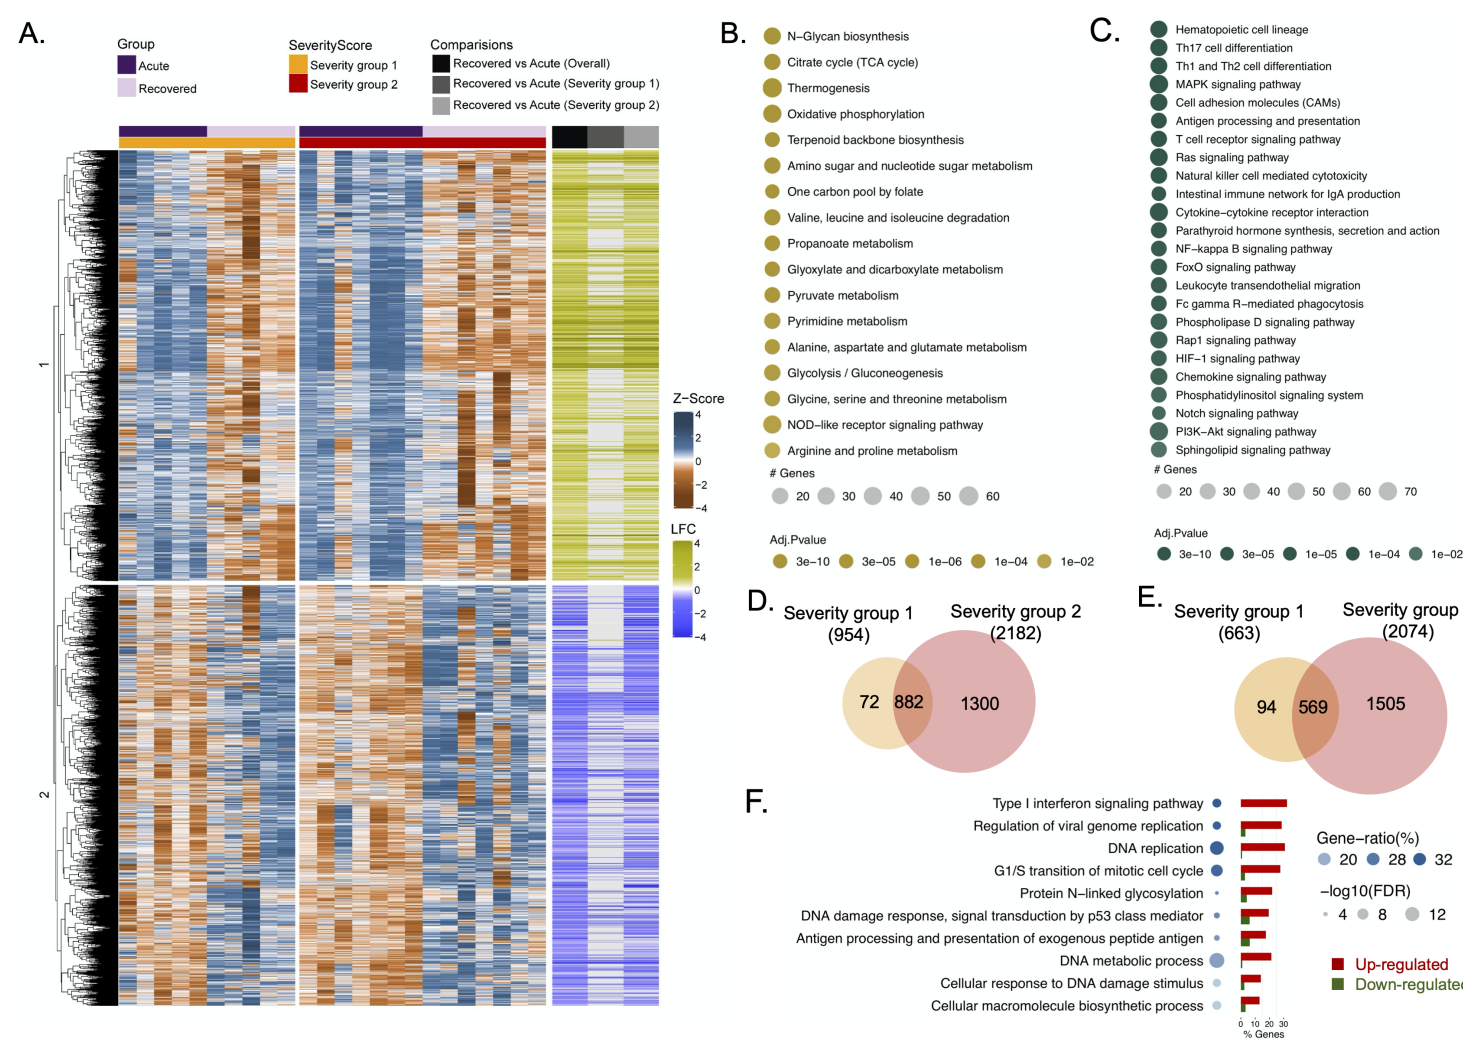 A.
Group
Acute
Recovered
SeverityScore
Severity group 1
Severity group 2
Comparisions
Recovered vs Acute (Overall)
Recovered vs Acute (Severity group 1)
Recovered vs Acute (Severity group 2)
1
2
Z−Score
4
2
0
−2
−4
LFC
4
2
0
−2
−4
B.
N−Glycan biosynthesis
Citrate cycle (TCA cycle)
Thermogenesis
Oxidative phosphorylation
Terpenoid backbone biosynthesis
Amino sugar and nucleotide sugar metabolism
One carbon pool by folate
Valine, leucine and isoleucine degradation
Propanoate metabolism
Glyoxylate and dicarboxylate metabolism
Pyruvate metabolism
Pyrimidine metabolism
Alanine, aspartate and glutamate metabolism
Glycolysis / Gluconeogenesis
Glycine, serine and threonine metabolism
NOD−like receptor signaling pathway
Arginine and proline metabolism
# Genes
20 30 40 50 60
Adj.Pvalue
3e−10 3e−05 1e−06 1e−04 1e−02
C.
Hematopoietic cell lineage
Th17 cell differentiation
Th1 and Th2 cell differentiation
MAPK signaling pathway
Cell adhesion molecules (CAMs)
Antigen processing and presentation
T cell receptor signaling pathway
Ras signaling pathway
Natural killer cell mediated cytotoxicity
Intestinal immune network for IgA production
Cytokine−cytokine receptor interaction
Parathyroid hormone synthesis, secretion and action
NF−kappa B signaling pathway
FoxO signaling pathway
Leukocyte transendothelial migration
Fc gamma R−mediated phagocytosis
Phospholipase D signaling pathway
Rap1 signaling pathway
HIF−1 signaling pathway
Chemokine signaling pathway
Phosphatidylinositol signaling system
Notch signaling pathway
PI3K−Akt signaling pathway
Sphingolipid signaling pathway
# Genes
20 30 40 50 60 70
Adj.Pvalue
3e−10 3e−05 1e−05 1e−04 1e−02
D.
Severity group 1
(954)
Severity group 2
(2182)
72 882 1300
E.
Severity group 1
(663)
Severity group
(2074)
94 569 1505
F.
Type I interferon signaling pathway
Regulation of viral genome replication
DNA replication
G1/S transition of mitotic cell cycle
Protein N−linked glycosylation
DNA damage response, signal transduction by p53 class mediator
Antigen processing and presentation of exogenous peptide antigen
DNA metabolic process
Cellular response to DNA damage stimulus
Cellular macromolecule biosynthetic process
0 10 20 30
% Genes
Gene−ratio(%)
20 28 32
−log10(FDR)
4 8 12
Up-regulated
Down-regulated